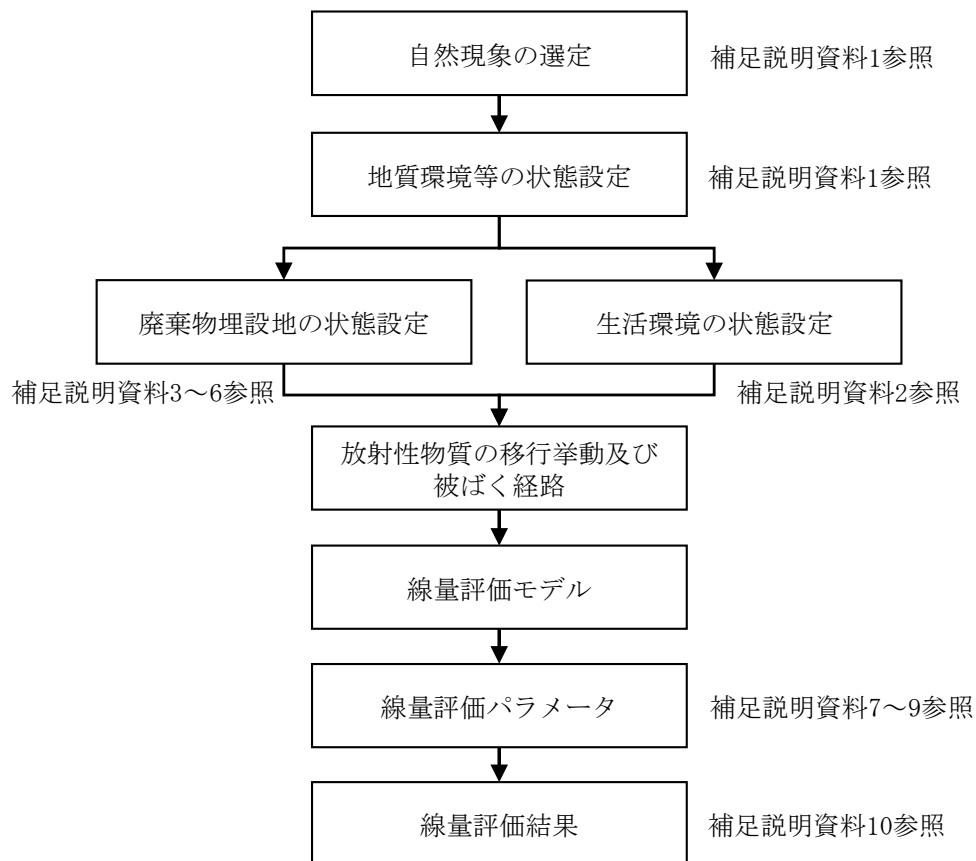 自然現象の選定
補足説明資料1参照
地質環境等の状態設定
補足説明資料1参照
廃棄物埋設地の状態設定
生活環境の状態設定
補足説明資料3～6参照
補足説明資料2参照
放射性物質の移行挙動及び
被ばく経路
線量評価モデル
線量評価パラメータ
補足説明資料7～9参照
線量評価結果
補足説明資料10参照